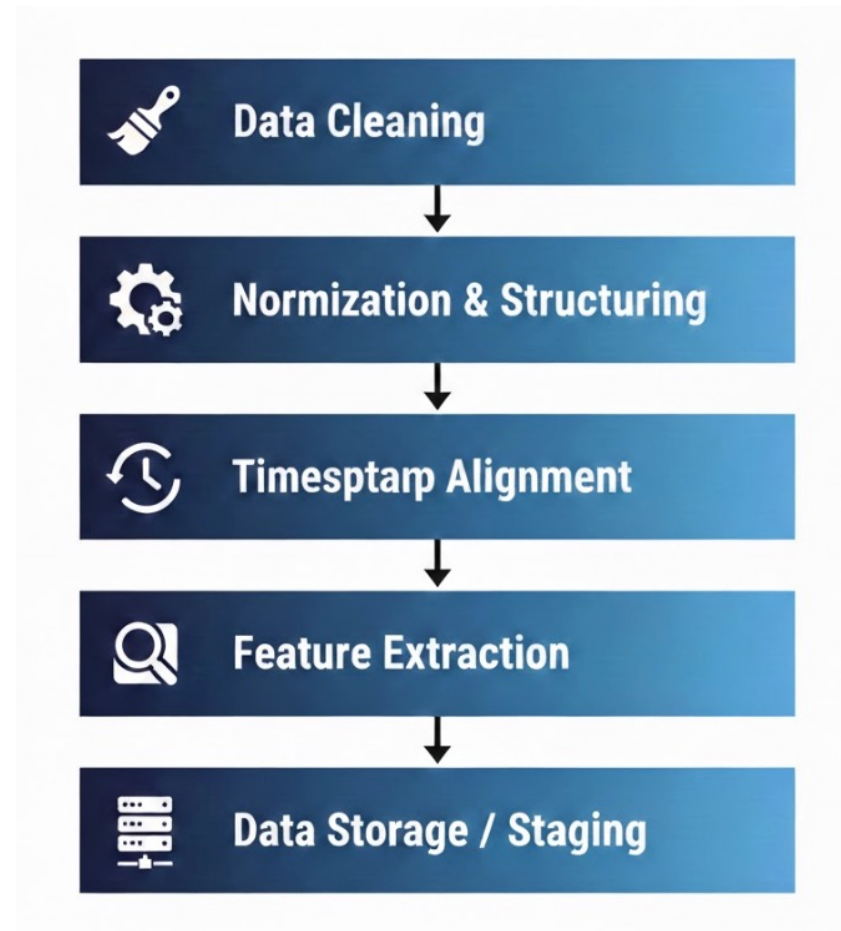 Data Cleaning
Normization & Structuring
Timesptarp Alignment
Feature Extraction
Data Storage / Staging